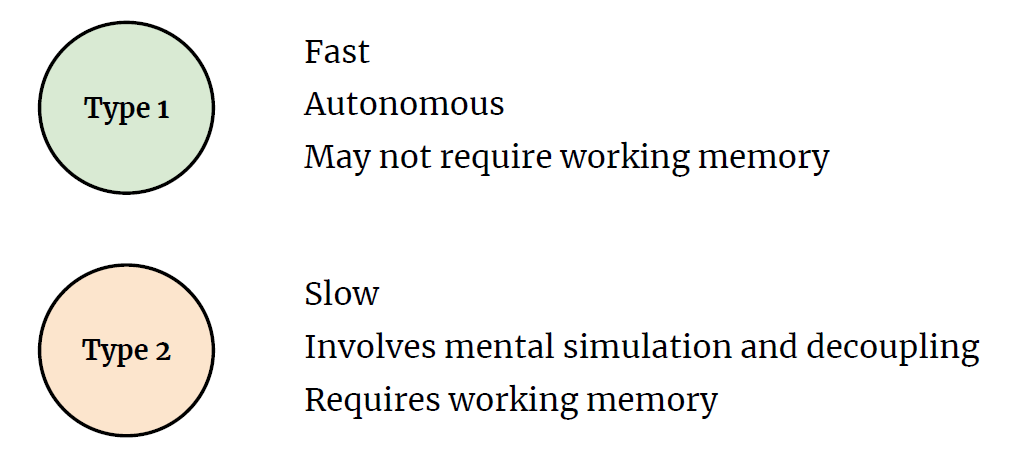 Type 1
Fast
Autonomous
May not require working memory
Type 2
Slow
Involves mental simulation and decoupling
Requires working memory